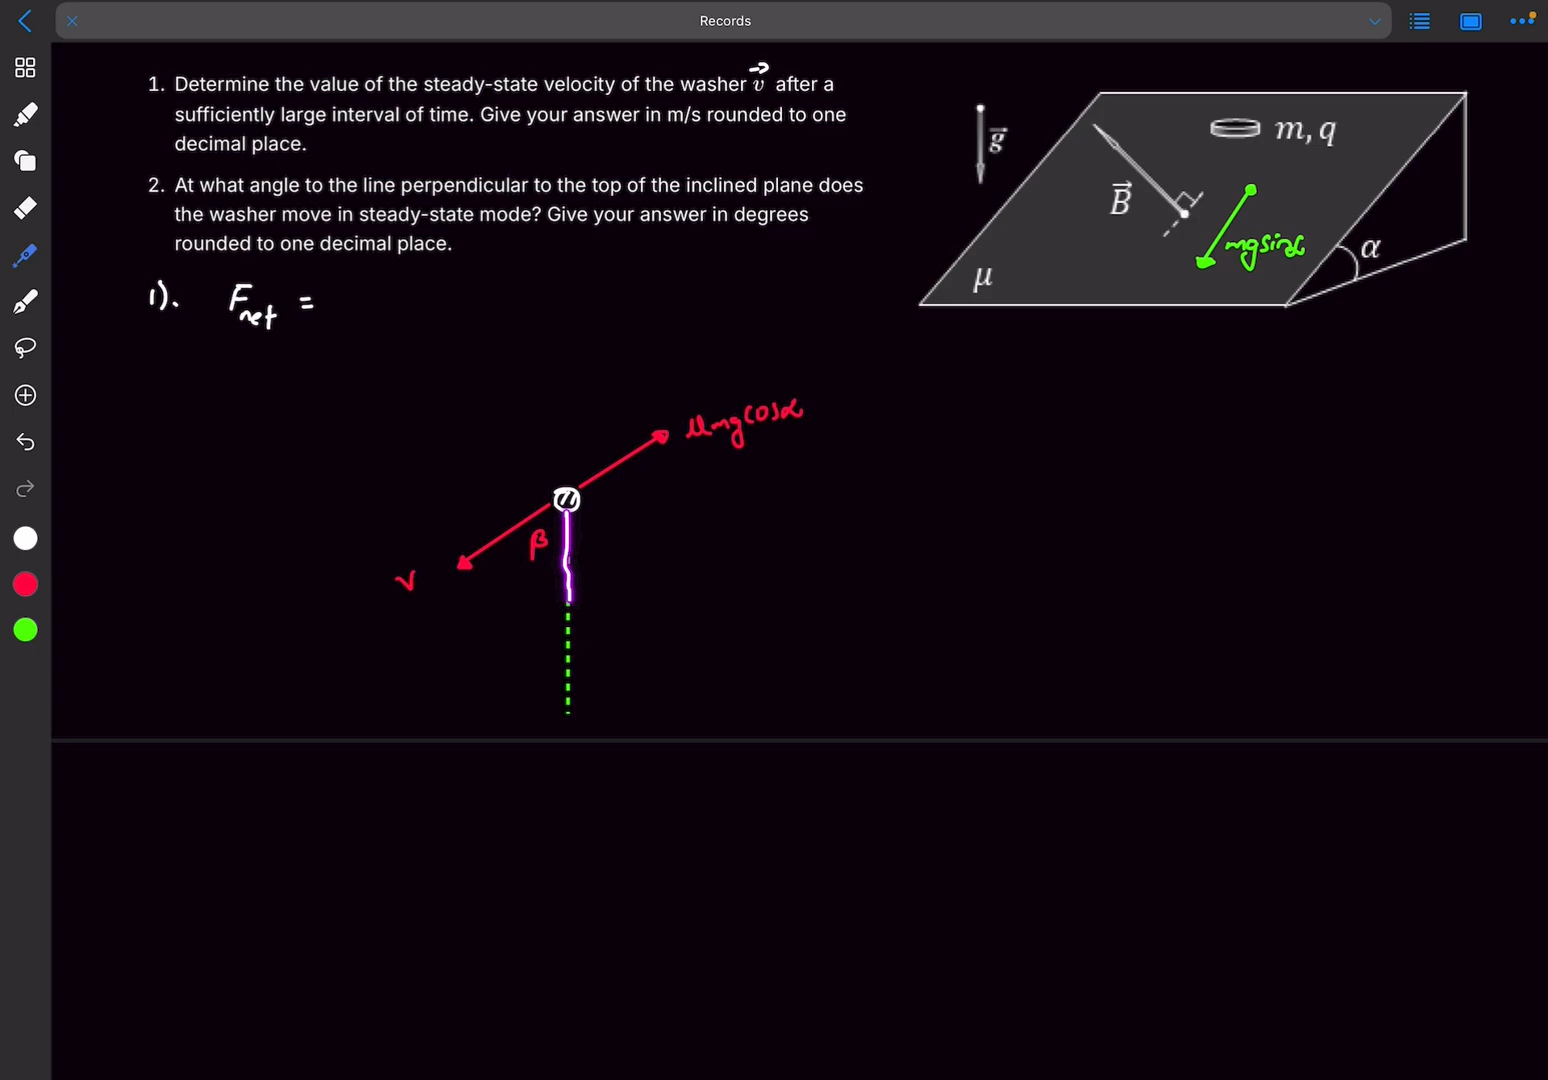 Records
1. Determine the value of the steady-state velocity of the washer v⃗ after a
sufficiently large interval of time. Give your answer in m/s rounded to one
decimal place.
2. At what angle to the line perpendicular to the top of the inclined plane does
the washer move in steady-state mode? Give your answer in degrees
rounded to one decimal place.
g⃗
m, q
B⃗
mg sinα
α
μ
1). F_net =
μmg cosα
β
v